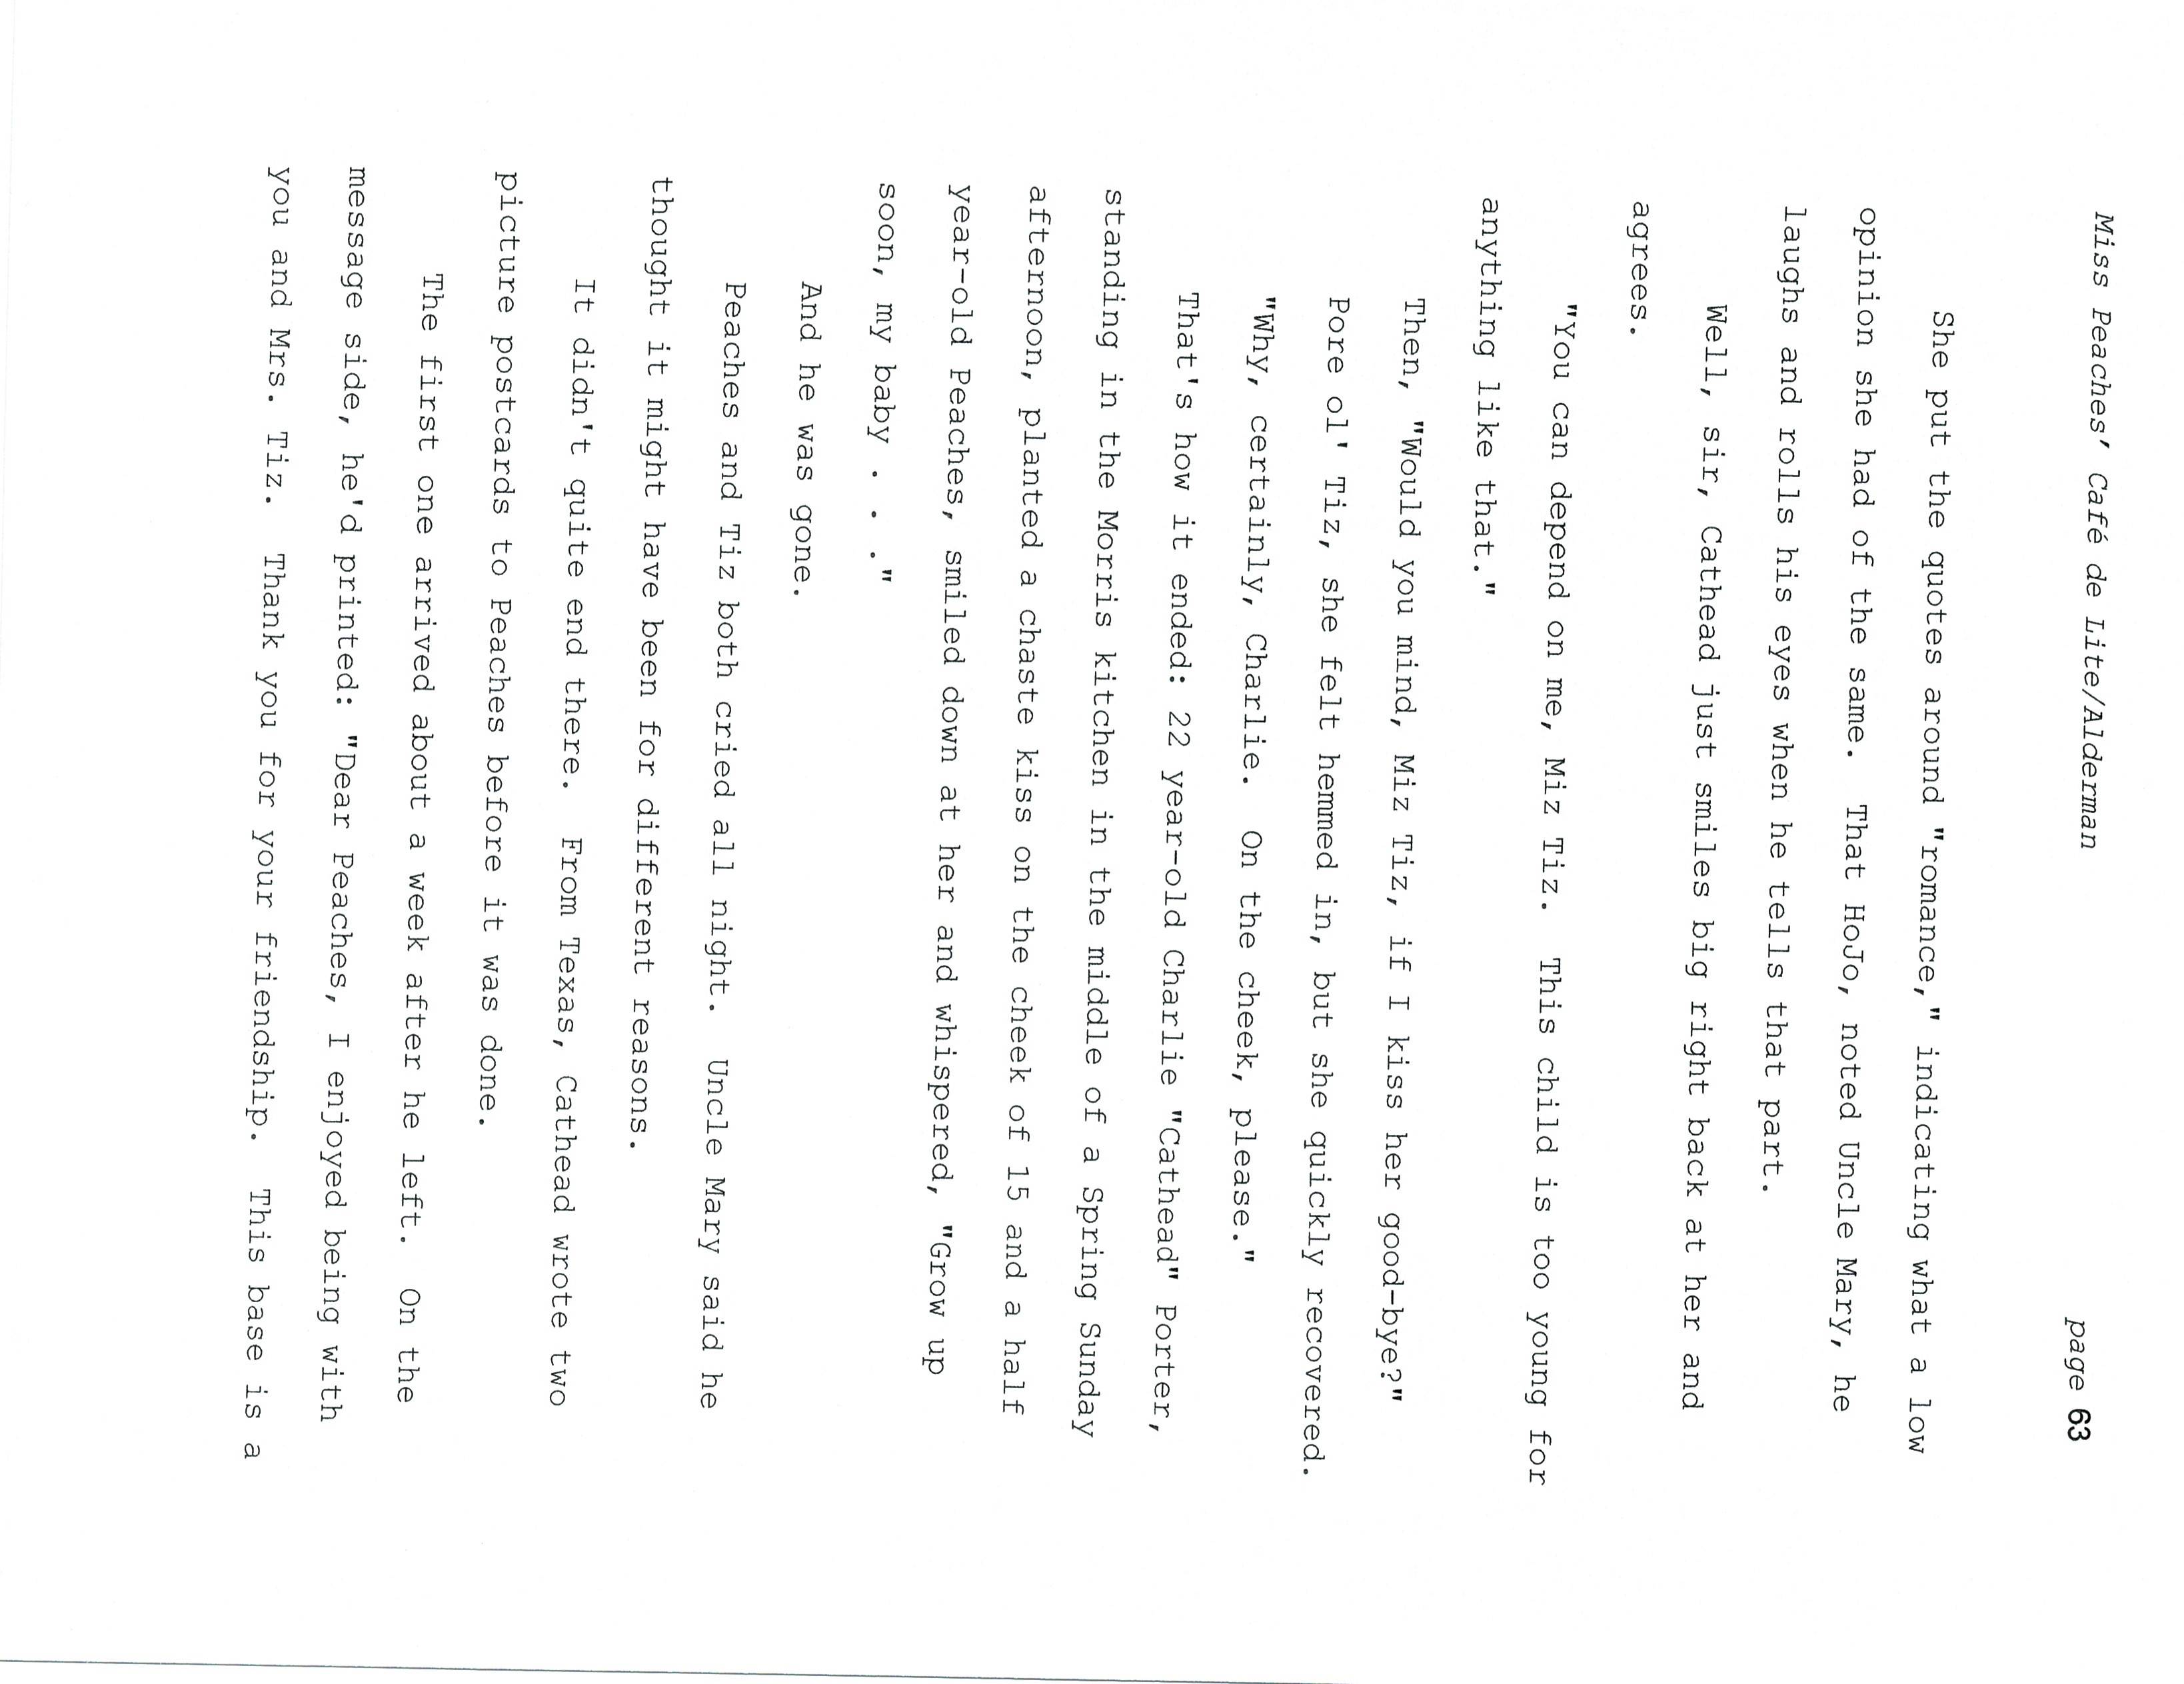 Miss Peaches’ Café de Lite/Alderman page 63
She put the quotes around "romance," indicating what a low
opinion she had of the same.  That HoJo, noted Uncle Mary, he
laughs and rolls his eyes when he tells that part.
Well, sir, Cathead just smiles big right back at her and
agrees.
"You can depend on me, Miz Tiz.  This child is too young for
anything like that."
Then, "Would you mind, Miz Tiz, if I kiss her good-bye?"
Pore ol' Tiz, she felt hemmed in, but she quickly recovered.
"Why, certainly, Charlie.  On the cheek, please."
That's how it ended: 22 year-old Charlie "Cathead" Porter,
standing in the Morris kitchen in the middle of a Spring Sunday
afternoon, planted a chaste kiss on the cheek of 15 and a half
year-old Peaches, smiled down at her and whispered, "Grow up
soon, my baby . . ."
And he was gone.
Peaches and Tiz both cried all night.  Uncle Mary said he
thought it might have been for different reasons.
It didn't quite end there.  From Texas, Cathead wrote two
picture postcards to Peaches before it was done.
The first one arrived about a week after he left.  On the
message side, he'd printed: "Dear Peaches, I enjoyed being with
you and Mrs. Tiz.  Thank you for your friendship.  This base is a